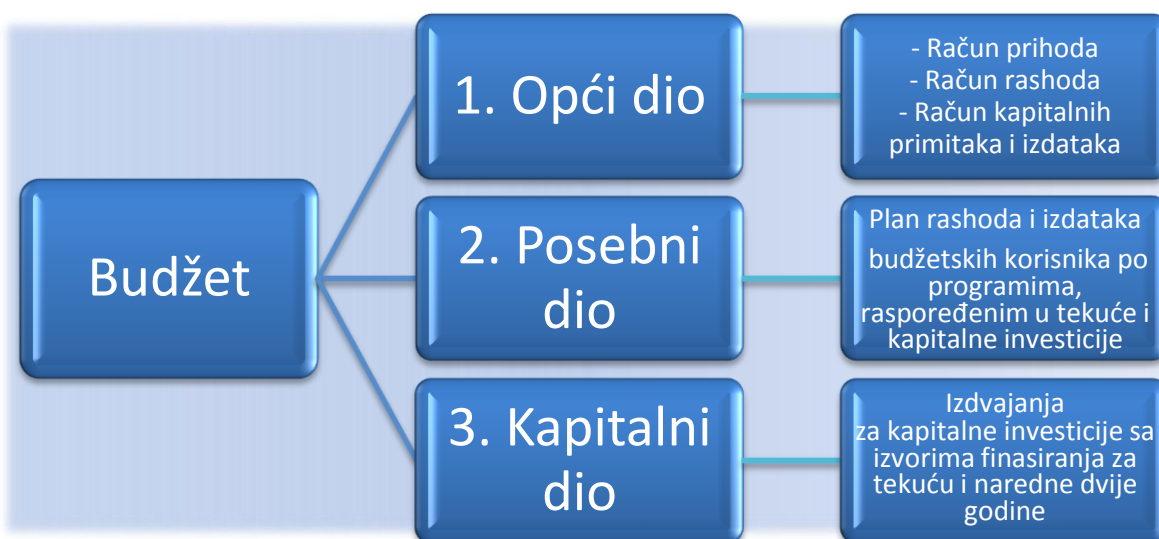 Budžet
1. Opći dio
- Račun prihoda
- Račun rashoda
- Račun kapitalnih
primitaka i izdataka
2. Posebni
dio
Plan rashoda i izdataka
budžetskih korisnika po
programima,
raspoređenim u tekuće i
kapitalne investicije
3. Kapitalni
dio
Izdvajanja
za kapitalne investicije sa
izvorima finasiranja za
tekuću i naredne dvije
godine